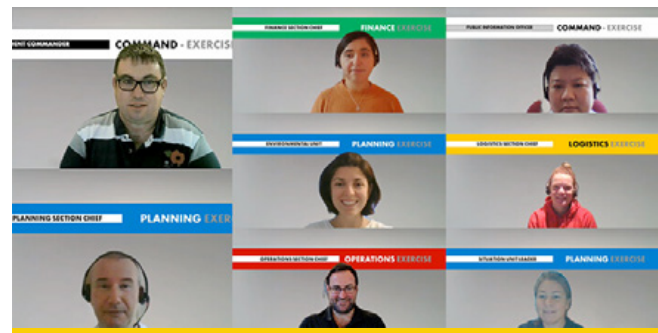 ENT COMMANDER
COMMAND - EXERCISE
FINANCE SECTION CHIEF
FINANCE EXERCISE
PUBLIC INFORMATION OFFICER
COMMAND - EXERCISE
ENVIRONMENTAL UNIT
PLANNING EXERCISE
LOGISTICS SECTION CHIEF
LOGISTICS EXERCISE
PLANNING SECTION CHIEF
PLANNING EXER
OPERATIONS SECTION CHIEF
OPERATIONS EXERCISE
SITUATION UNIT LEADER
PLANNING EXERCISE